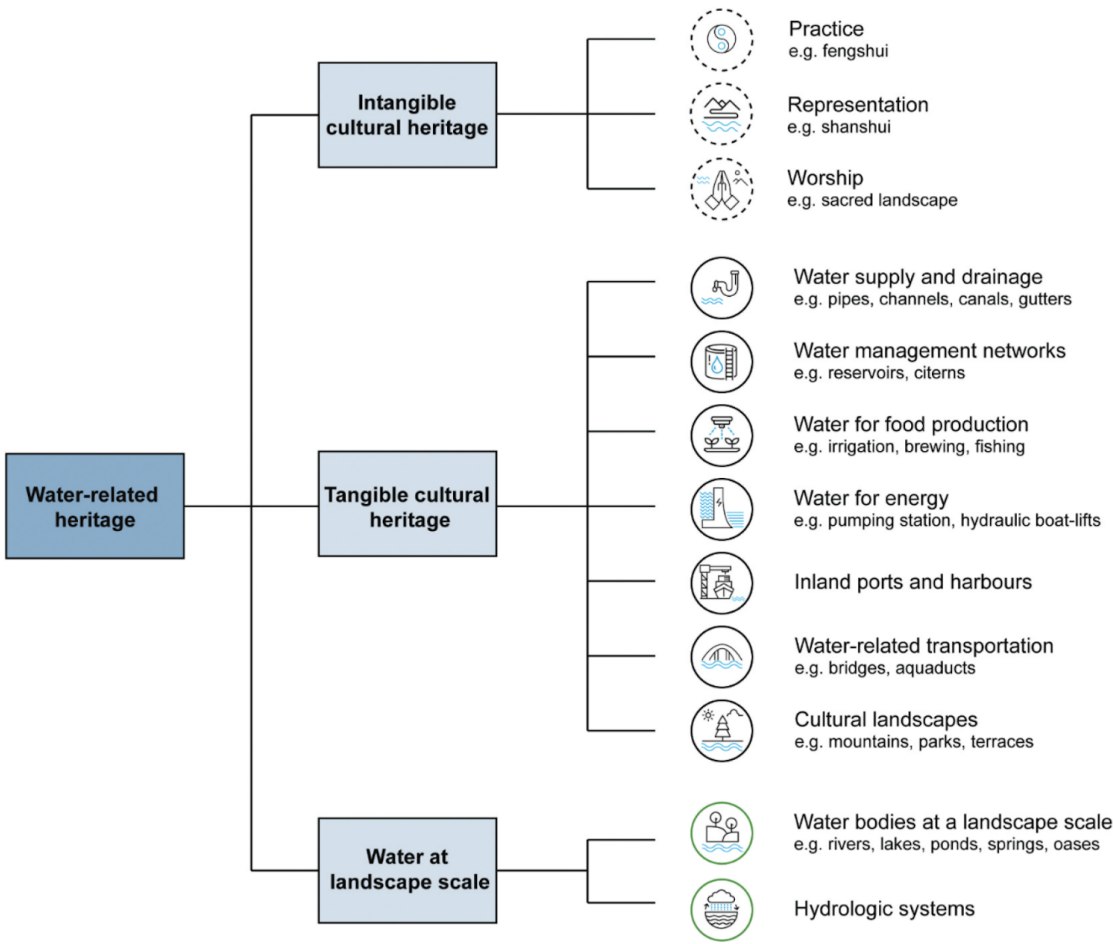 Practice
e.g. fengshui
Intangible
cultural heritage
Representation
e.g. shanshui
Worship
e.g. sacred landscape
Water supply and drainage
e.g. pipes, channels, canals, gutters
Water management networks
e.g. reservoirs, citerns
Water for food production
e.g. irrigation, brewing, fishing
Water-related
heritage
Tangible cultural
heritage
Water for energy
e.g. pumping station, hydraulic boat-lifts
Inland ports and harbours
Water-related transportation
e.g. bridges, aquaducts
Cultural landscapes
e.g. mountains, parks, terraces
Water at
landscape scale
Water bodies at a landscape scale
e.g. rivers, lakes, ponds, springs, oases
Hydrologic systems